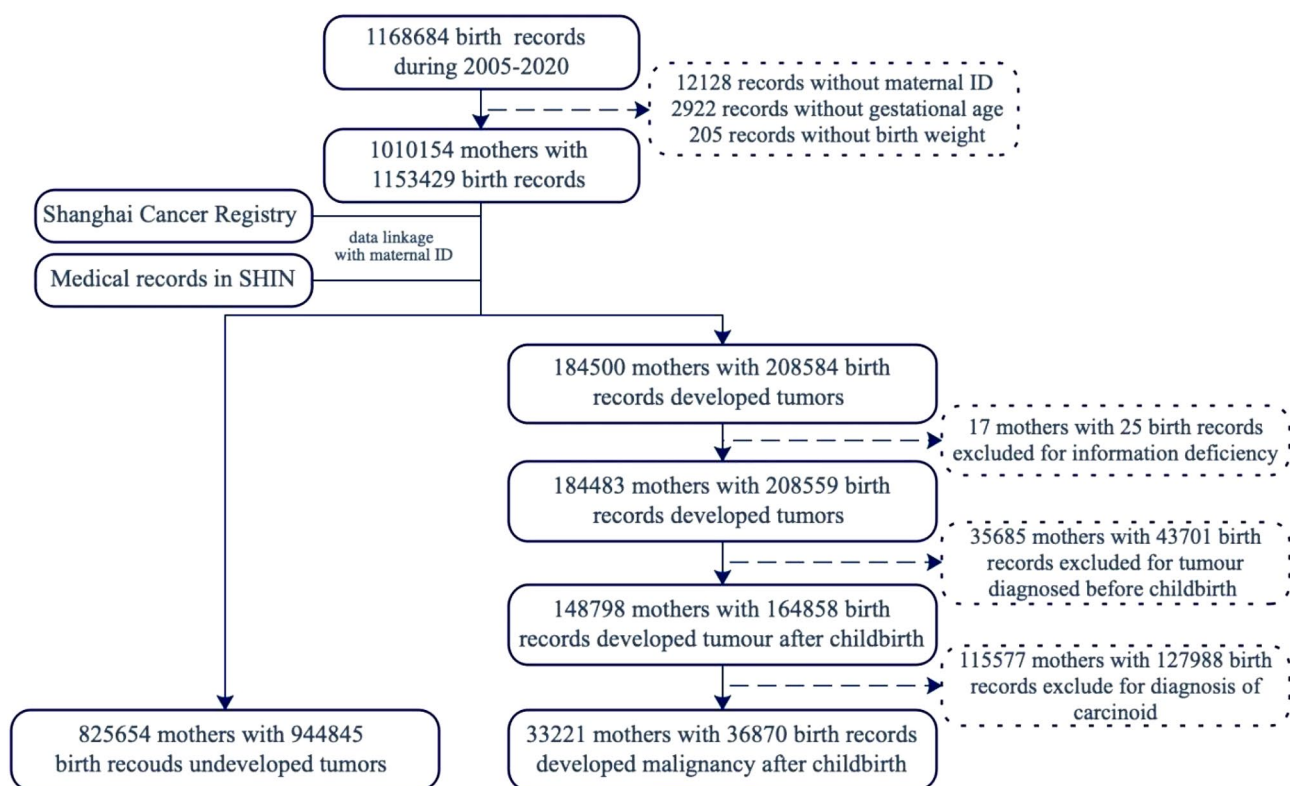 1168684 birth records
during 2005-2020
12128 records without maternal ID
2922 records without gestational age
205 records without birth weight
1010154 mothers with
1153429 birth records
Shanghai Cancer Registry
data linkage
with maternal ID
Medical records in SHIN
184500 mothers with 208584 birth
records developed tumors
17 mothers with 25 birth records
excluded for information deficiency
184483 mothers with 208559 birth
records developed tumors
35685 mothers with 43701 birth
records excluded for tumour
diagnosed before childbirth
148798 mothers with 164858 birth
records developed tumour after childbirth
115577 mothers with 127988 birth
records exclude for diagnosis of
carcinoid
825654 mothers with 944845
birth recouds undeveloped tumors
33221 mothers with 36870 birth records
developed malignancy after childbirth